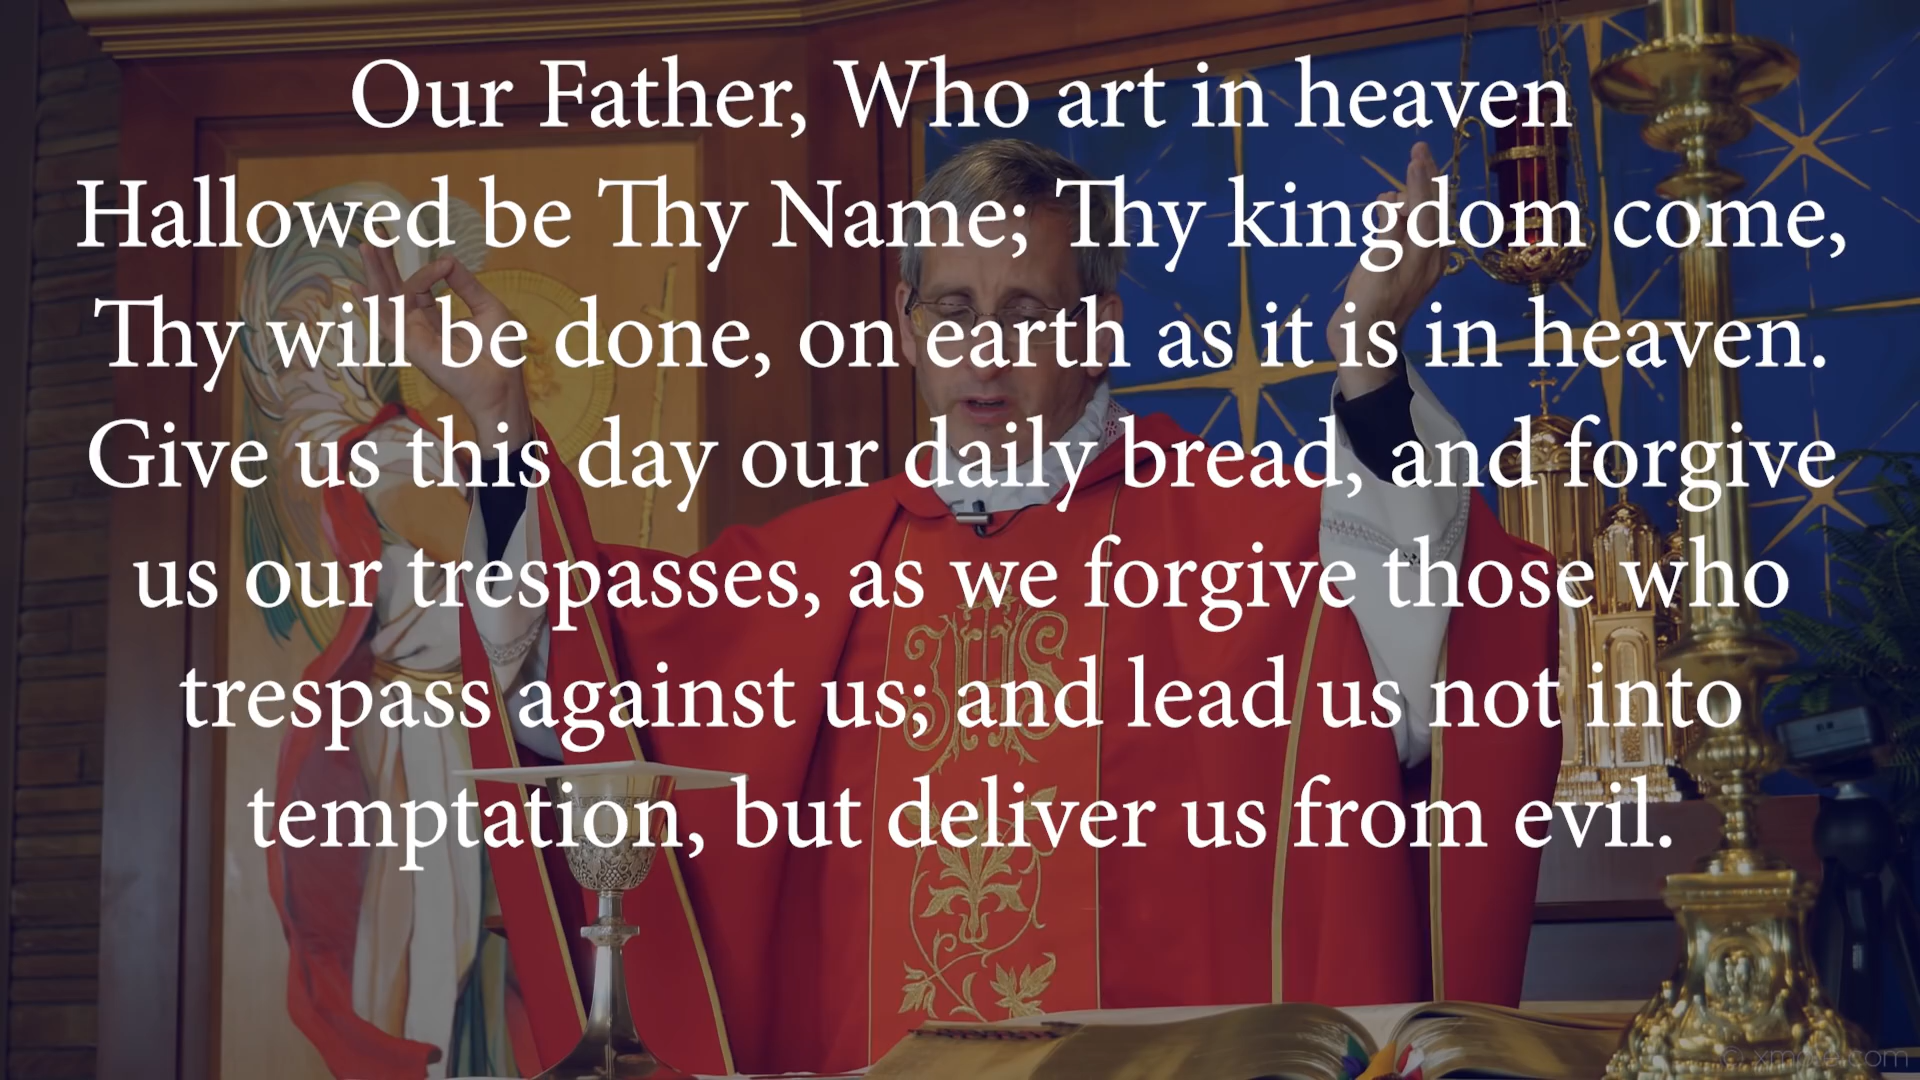 Our Father, Who art in heaven
Hallowed be Thy Name; Thy kingdom come,
Thy will be done, on earth as it is in heaven.
Give us this day our daily bread, and forgive
us our trespasses, as we forgive those who
trespass against us; and lead us not into
temptation, but deliver us from evil.
IHS